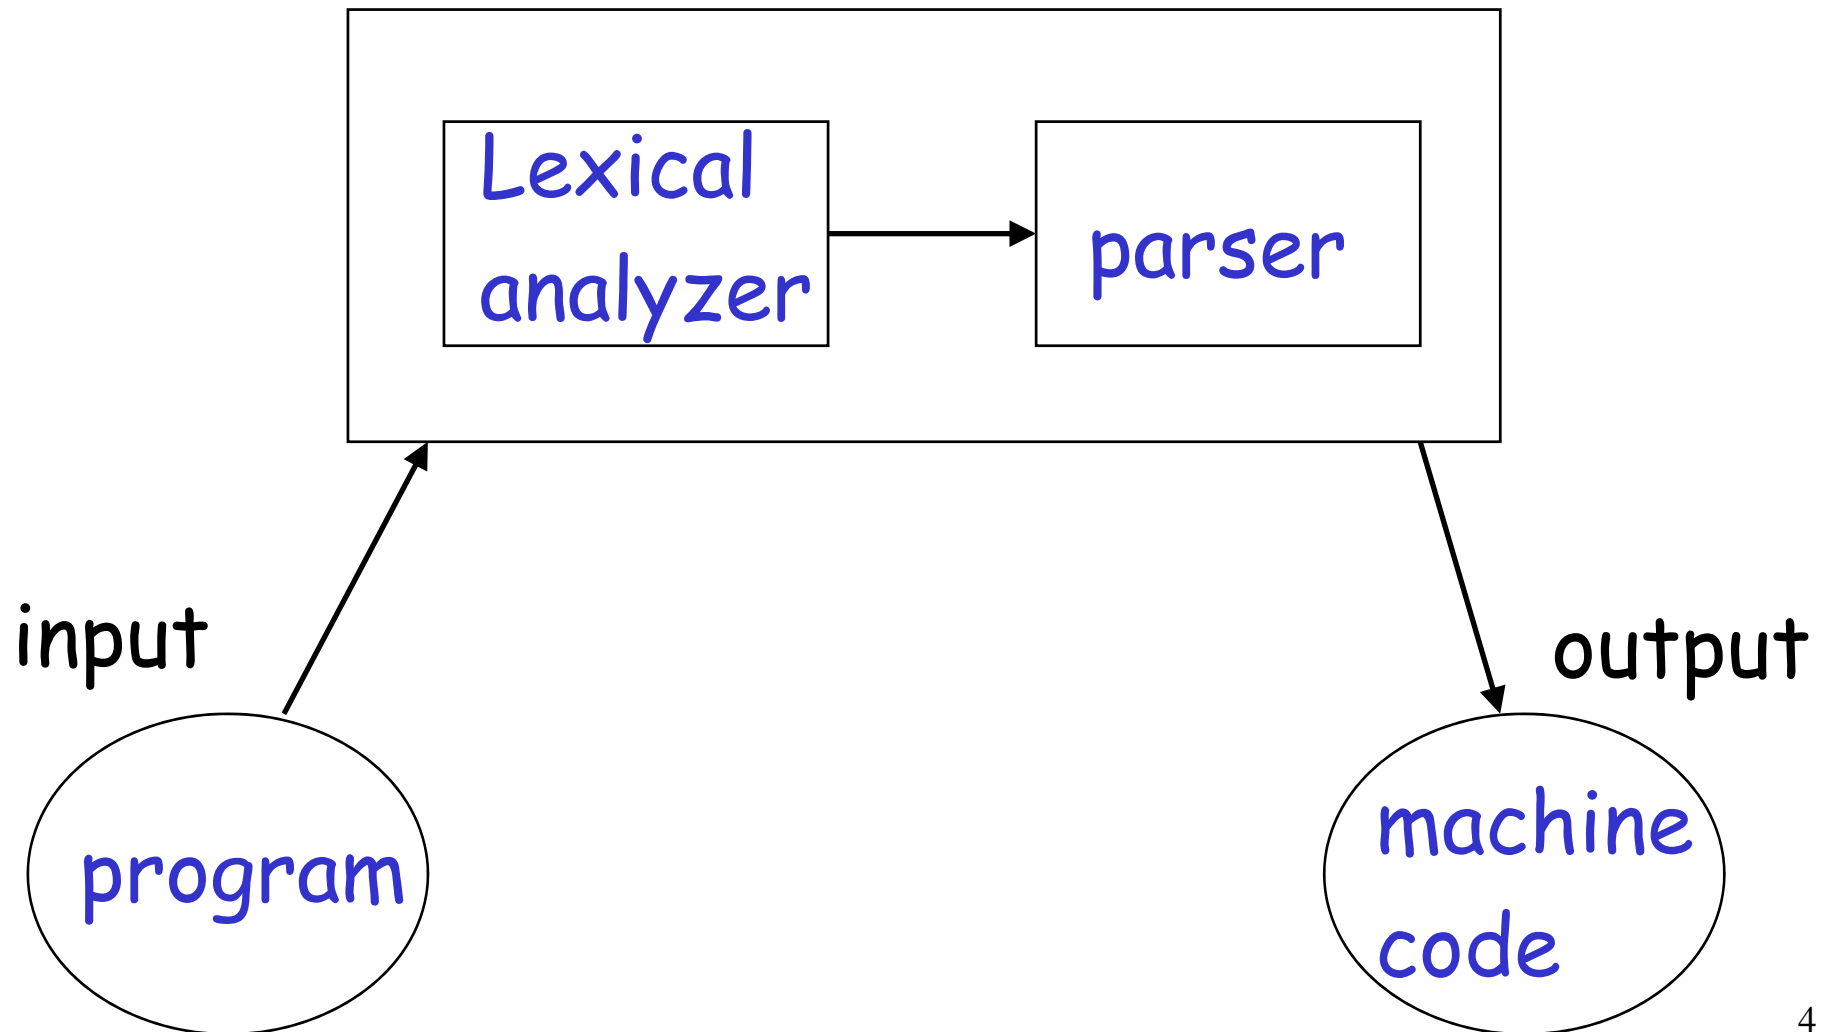 Lexical
analyzer
parser
input
output
program
machine
code
4